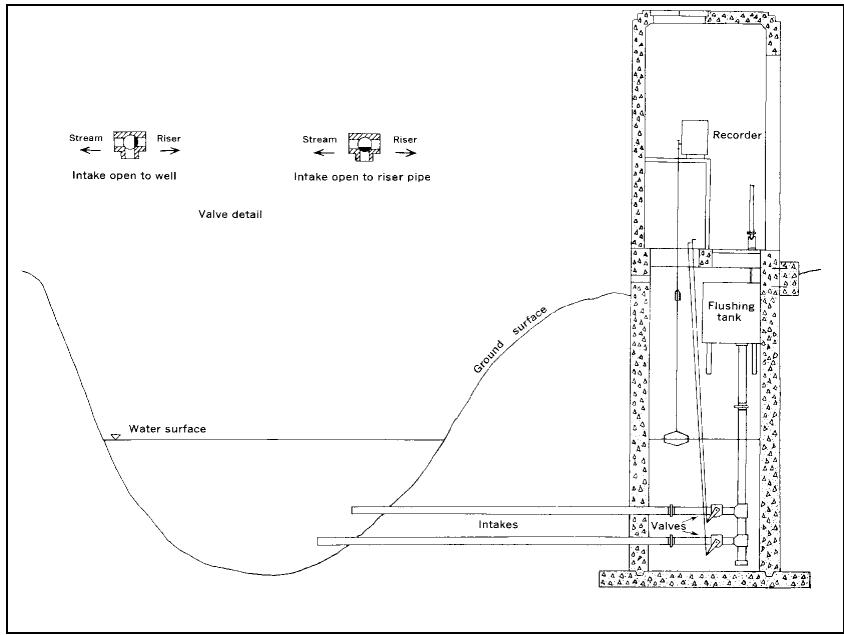 Stream Riser
Intake open to well
Stream Riser
Intake open to riser pipe
Valve detail
Recorder
Flushing
tank
Ground surface
Water surface
Intakes
Valves